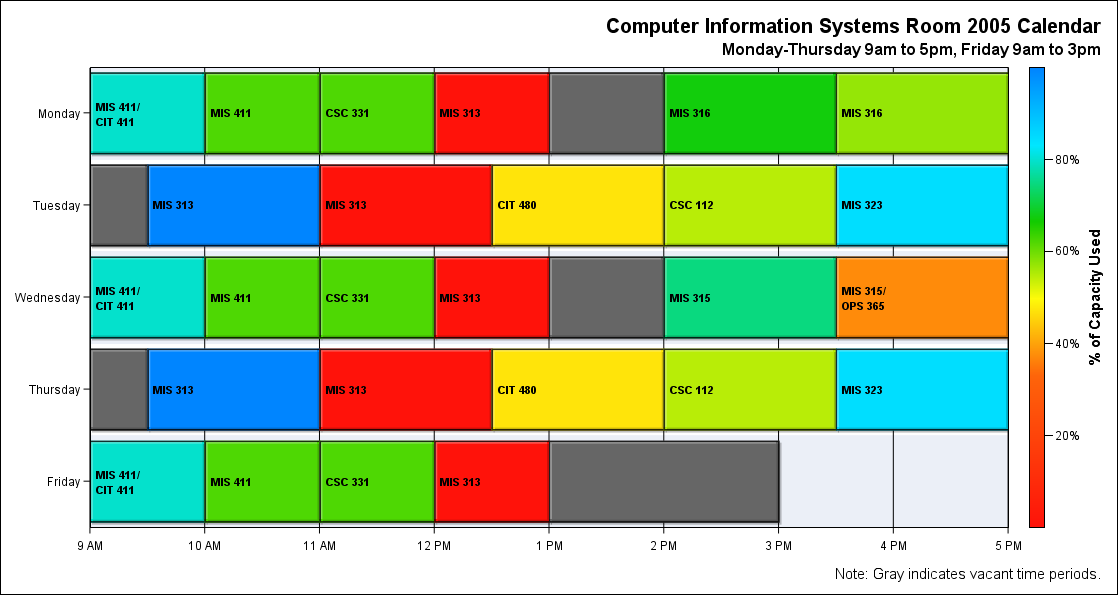 Computer Information Systems Room 2005 Calendar
Monday-Thursday 9am to 5pm, Friday 9am to 3pm
Monday
MIS 411/
CIT 411
MIS 411
CSC 331
MIS 313
MIS 316
MIS 316
Tuesday
MIS 313
MIS 313
CIT 480
CSC 112
MIS 323
Wednesday
MIS 411/
CIT 411
MIS 411
CSC 331
MIS 313
MIS 315
MIS 315/
OPS 365
Thursday
MIS 313
MIS 313
CIT 480
CSC 112
MIS 323
Friday
MIS 411/
CIT 411
MIS 411
CSC 331
MIS 313
9 AM
10 AM
11 AM
12 PM
1 PM
2 PM
3 PM
4 PM
5 PM
80%
60%
40%
20%
% of Capacity Used
Note: Gray indicates vacant time periods.